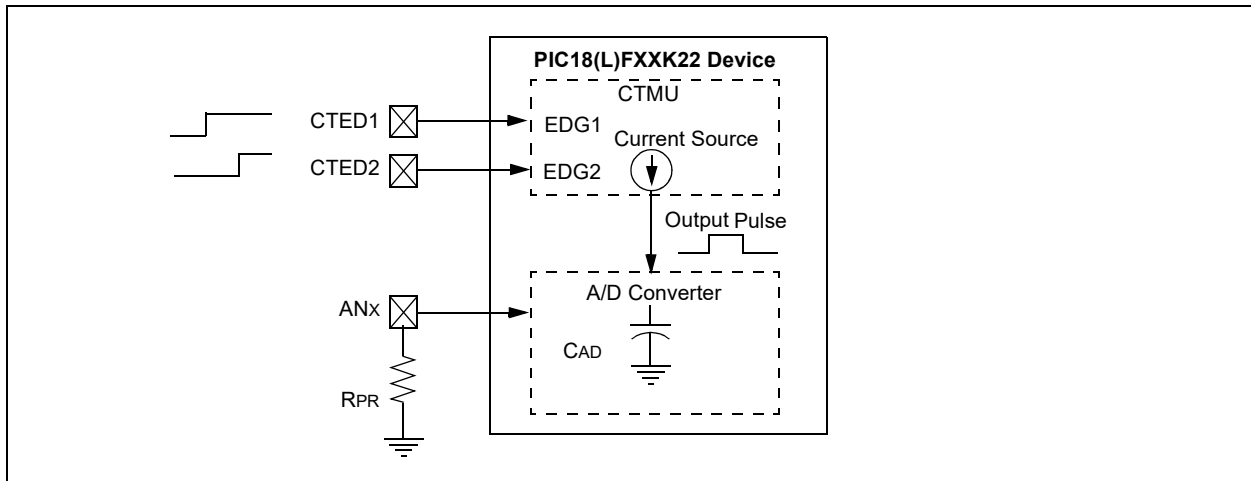 PIC18(L)FXXK22 Device
CTMU
CTED1
EDG1
Current Source
CTED2
EDG2
Output Pulse
A/D Converter
ANX
CAD
RPR